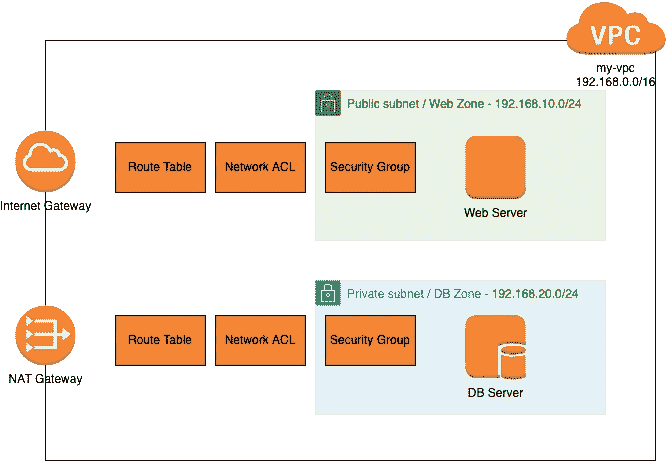 VPC
my-vpc
192.168.0.0/16
Public subnet / Web Zone - 192.168.10.0/24
Route Table
Network ACL
Security Group
Internet Gateway
Web Server
Private subnet / DB Zone - 192.168.20.0/24
Route Table
Network ACL
Security Group
NAT Gateway
DB Server